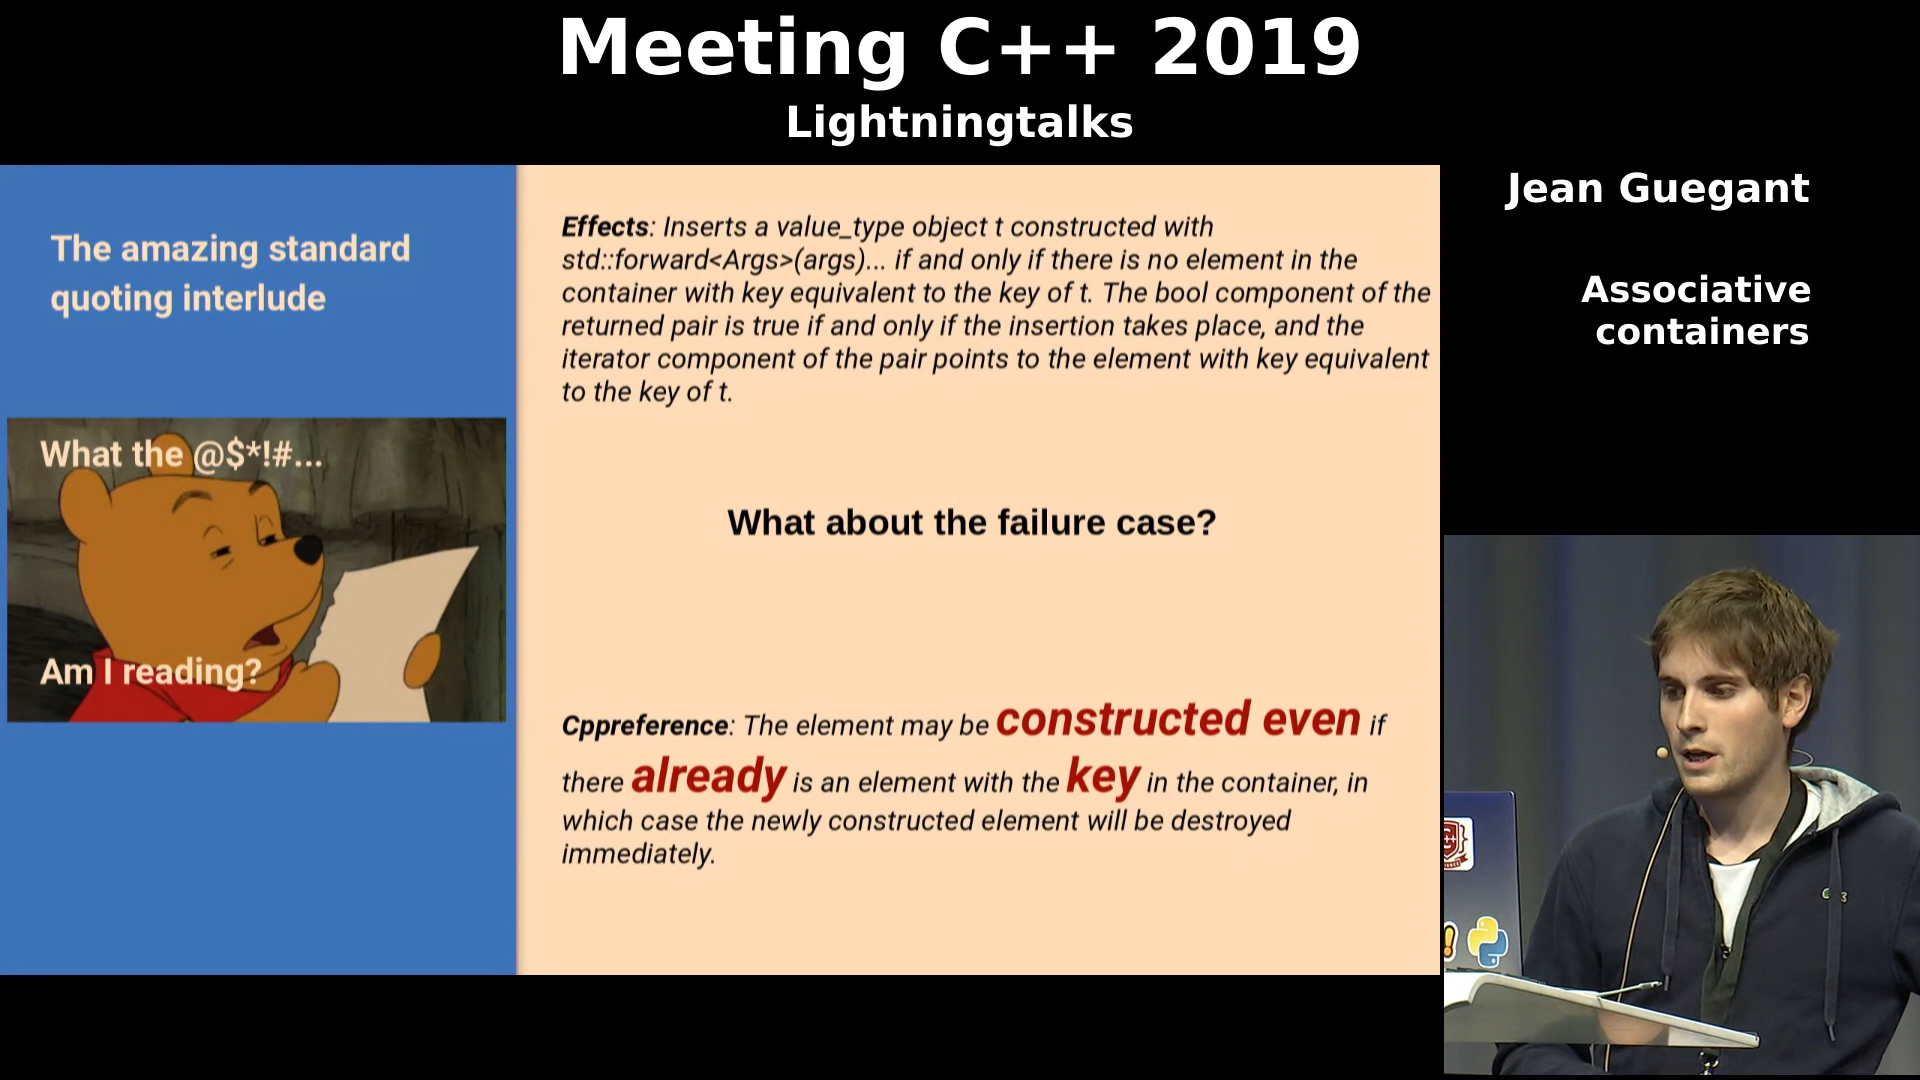 Meeting C++ 2019
Lightningtalks
Jean Guegant
Associative
containers
The amazing standard
quoting interlude
What the @$*!#...
Am I reading?
Effects: Inserts a value_type object t constructed with
std::forward<Args>(args)... if and only if there is no element in the
container with key equivalent to the key of t. The bool component of the
returned pair is true if and only if the insertion takes place, and the
iterator component of the pair points to the element with key equivalent
to the key of t.
What about the failure case?
Cppreference: The element may be constructed even if
there already is an element with the key in the container, in
which case the newly constructed element will be destroyed
immediately.